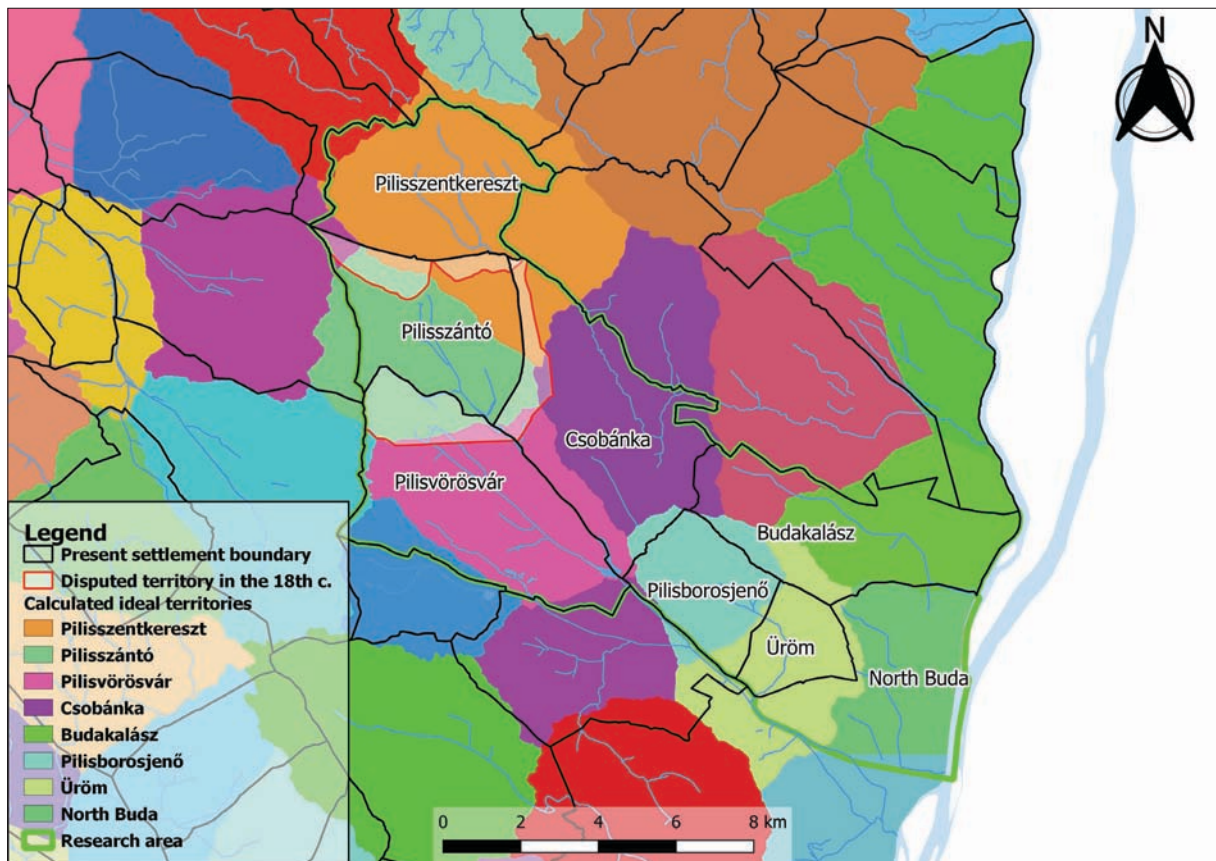 N
Pilisszentkereszt
Pilisszántó
Csobánka
Pilisvörösvár
Budakalász
Pilisborosjenő
Üröm
North Buda
Legend
Present settlement boundary
Disputed territory in the 18th c.
Calculated ideal territories
Pilisszentkereszt
Pilisszántó
Pilisvörösvár
Csobánka
Budakalász
Pilisborosjenő
Üröm
North Buda
Research area
0 2 4 6 8 km